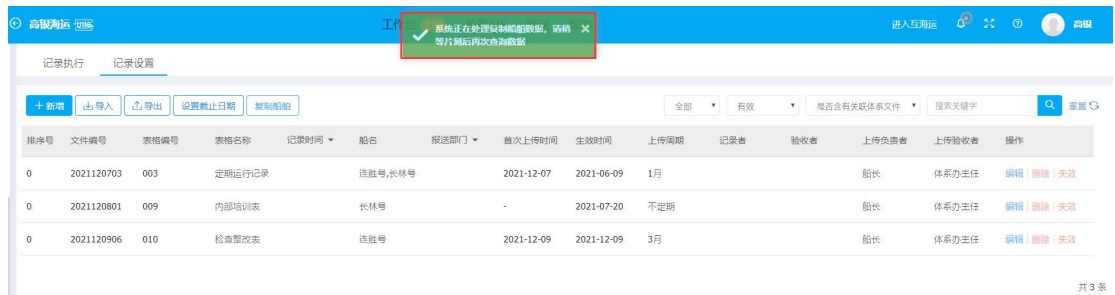 高银海运 切换
工作台
系统正在处理复制船舶数据，请稍
等片刻后再次查询数据
进入互海运
高银
记录执行 记录设置
+新增 导入 导出 设置截止日期 复制船舶 全部 有效 是否含有关联体系文件 搜索关键字 重置
排序号 文件编号 表格编号 表格名称 记录时间 船名 报送部门 首次上传时间 生效时间 上传周期 记录者 验收者 上传负责者 上传验收者 操作
0 2021120703 003 定期运行记录 连胜号,长林号 2021-12-07 2021-06-09 1月 船长 体系办主任 编辑 | 删除 | 失效
0 2021120801 009 内部培训表 长林号 - 2021-07-20 不定期 船长 体系办主任 编辑 | 删除 | 失效
0 2021120906 010 检查整改表 连胜号 2021-12-09 2021-12-09 3月 船长 体系办主任 编辑 | 删除 | 失效
共 3 条